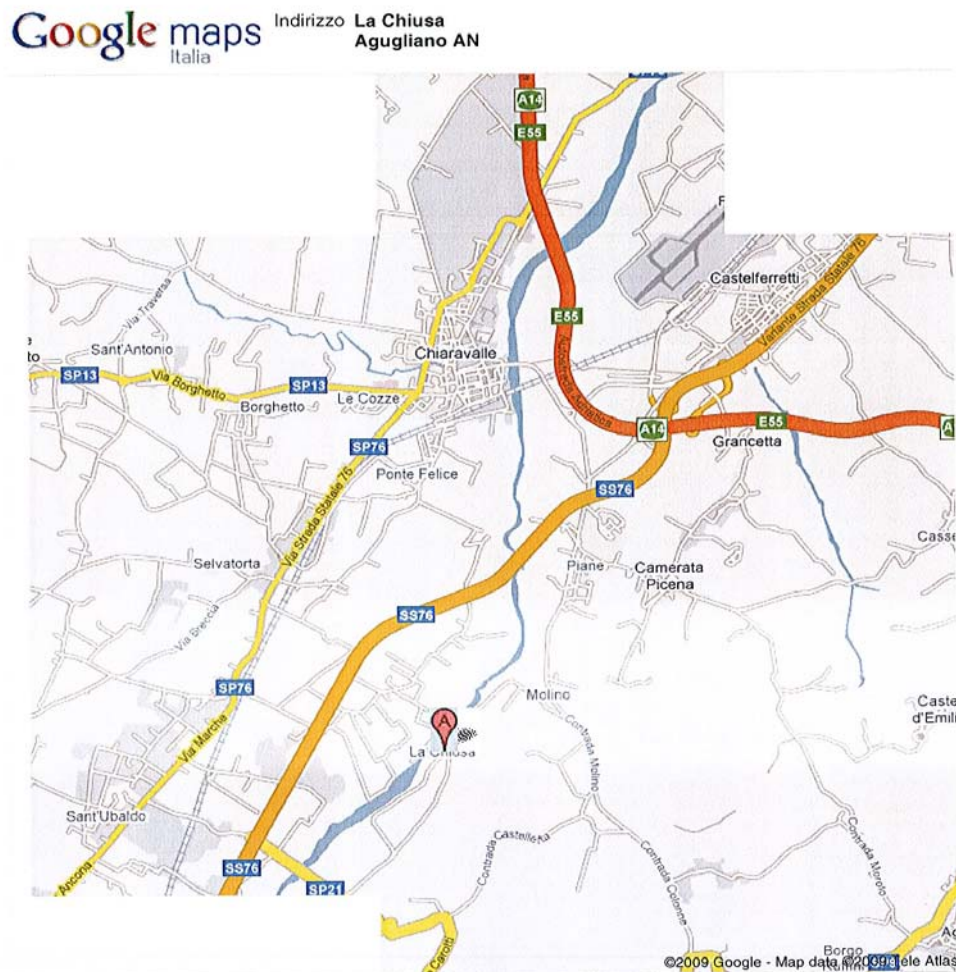 Google maps
Italia
Indirizzo La Chiusa
Agugliano AN
A14
E55
Castelferretti
Variante Strada Statale 76
Via Traversa
E55
Sant'Antonio
Chiaravalle
SP13
Via Borghetto
SP13
Le Cozze
Borghetto
Autostrada Adriatica
A14
E55
Grancetta
SP76
Ponte Felice
SS76
Via Strada Statale 76
Selvatorta
Piane
Camerata
Picena
SS76
Via Breccia
SP76
Molino
A
La Chiusa
Via Marche
Contrada Molino
Sant'Ubaldo
Contrada Castelletta
Contrada Colonne
Contrada Moroto
SS76
SP21
Ancona
Carotti
Borgo
©2009 Google - Map data ©2009 Tele Atlas